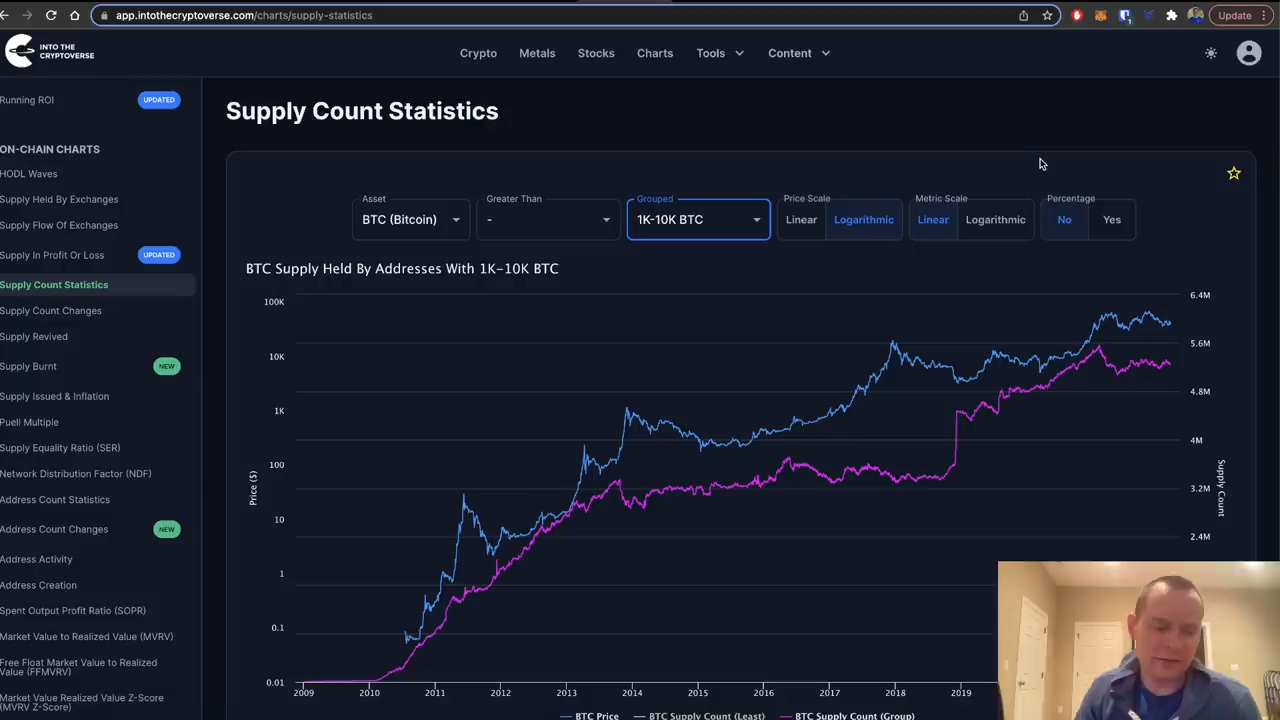 app.intothecryptoverse.com/charts/supply-statistics
Update
INTO THE
CRYPTOVERSE
Crypto
Metals
Stocks
Charts
Tools
Content
Running ROI
UPDATED
ON-CHAIN CHARTS
HODL Waves
Supply Held By Exchanges
Supply Flow Of Exchanges
Supply In Profit Or Loss
UPDATED
Supply Count Statistics
Supply Count Changes
Supply Revived
Supply Burnt
NEW
Supply Issued & Inflation
Puell Multiple
Supply Equality Ratio (SER)
Network Distribution Factor (NDF)
Address Count Statistics
Address Count Changes
NEW
Address Activity
Address Creation
Spent Output Profit Ratio (SOPR)
Market Value to Realized Value (MVRV)
Free Float Market Value to Realized
Value (FFMVRV)
Market Value Realized Value Z-Score
(MVRV Z-Score)
Supply Count Statistics
Asset
BTC (Bitcoin)
Greater Than
-
Grouped
1K-10K BTC
Price Scale
Linear
Logarithmic
Metric Scale
Linear
Logarithmic
Percentage
No
Yes
BTC Supply Held By Addresses With 1K-10K BTC
100K
10K
1K
100
10
1
0.1
0.01
Price ($)
6.4M
5.6M
4.8M
4M
3.2M
2.4M
Supply Count
2009
2010
2011
2012
2013
2014
2015
2016
2017
2018
2019
BTC Price
BTC Supply Count (Least)
BTC Supply Count (Group)